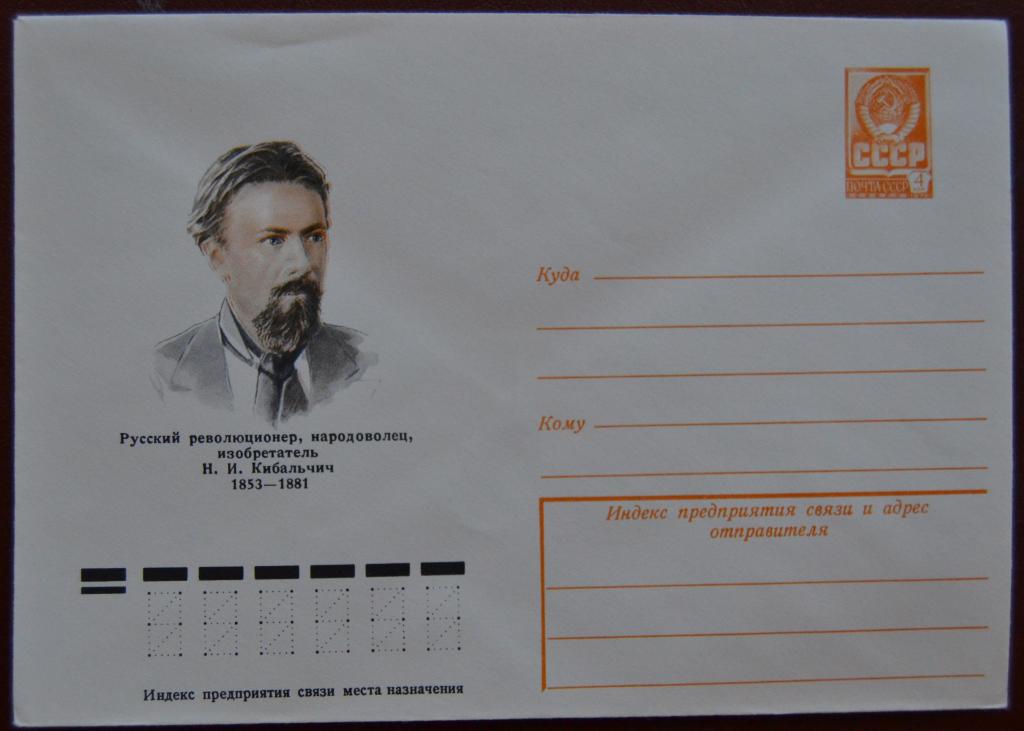 СССР
ПОЧТА СССР
4
Куда
Кому
Русский революционер, народоволец,
изобретатель
Н. И. Кибальчич
1853—1881
Индекс предприятия связи и адрес
отправителя
Индекс предприятия связи места назначения